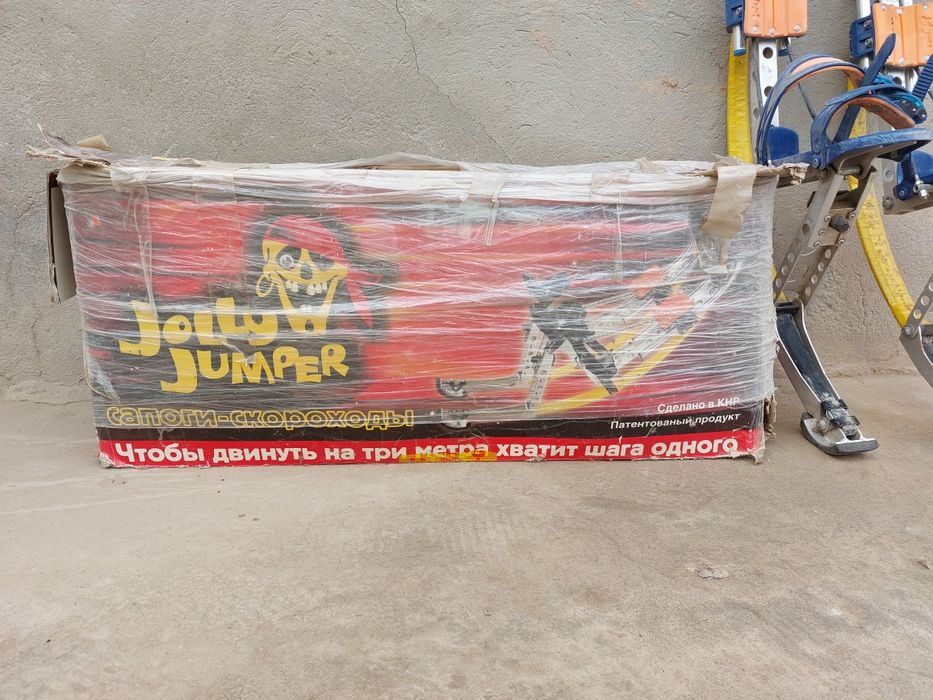 Jolly
Jumper
сапоги-скороходы
Сделано в КНР
Патентованый продукт
Чтобы двинуть на три метра хватит шага одного